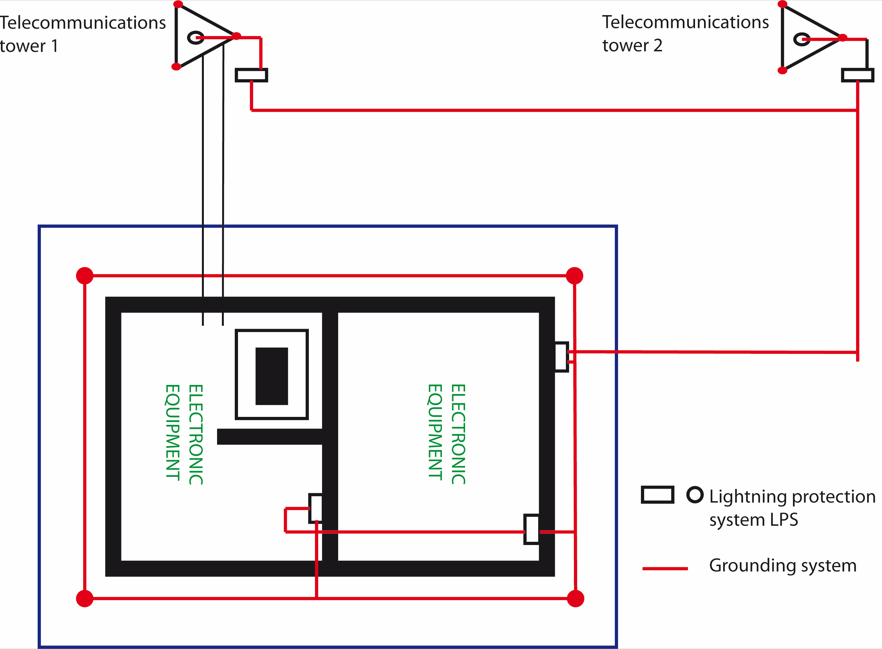 Telecommunications
tower 1
Telecommunications
tower 2
ELECTRONIC
EQUIPMENT
ELECTRONIC
EQUIPMENT
Lightning protection
system LPS
Grounding system